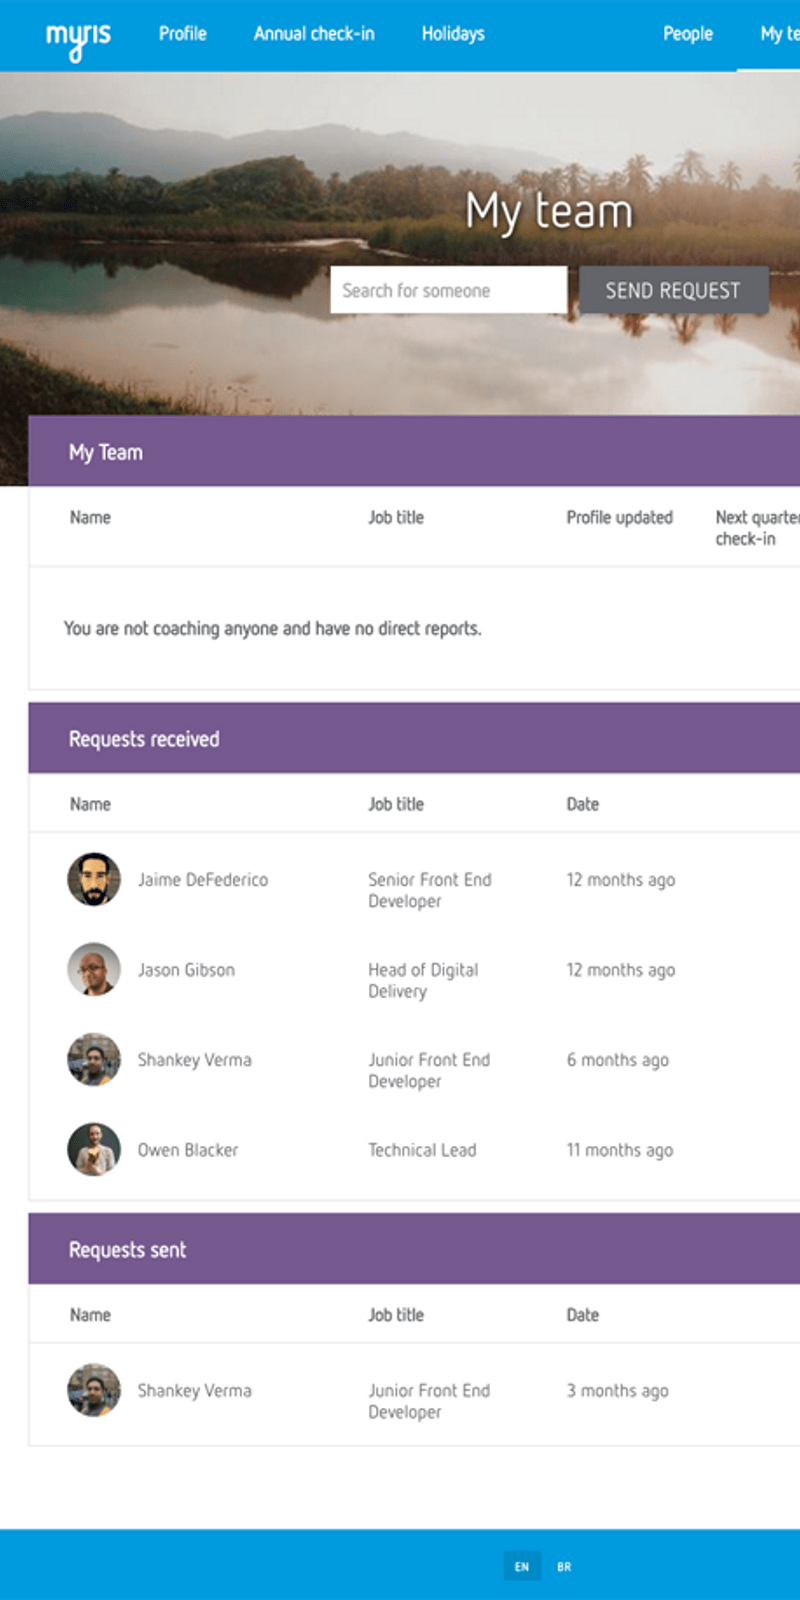 myris Profile Annual check-in Holidays People My te
My team
Search for someone SEND REQUEST
My Team
Name Job title Profile updated Next quarter
check-in
You are not coaching anyone and have no direct reports.
Requests received
Name Job title Date
Jaime DeFederico Senior Front End 12 months ago
Developer
Jason Gibson Head of Digital 12 months ago
Delivery
Shankey Verma Junior Front End 6 months ago
Developer
Owen Blacker Technical Lead 11 months ago
Requests sent
Name Job title Date
Shankey Verma Junior Front End 3 months ago
Developer
EN BR